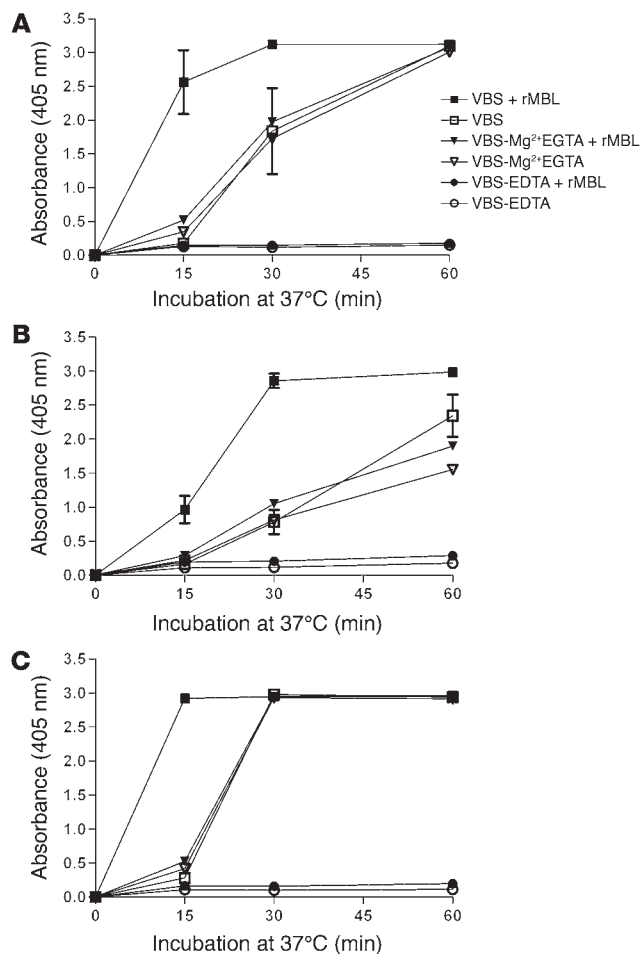 A
Absorbance (405 nm)
3.5
3.0
2.5
2.0
1.5
1.0
0.5
0.0
0 15 30 45 60
Incubation at 37°C (min)
VBS + rMBL
VBS
VBS-Mg²⁺EGTA + rMBL
VBS-Mg²⁺EGTA
VBS-EDTA + rMBL
VBS-EDTA
B
Absorbance (405 nm)
3.5
3.0
2.5
2.0
1.5
1.0
0.5
0.0
0 15 30 45 60
Incubation at 37°C (min)
C
Absorbance (405 nm)
3.5
3.0
2.5
2.0
1.5
1.0
0.5
0.0
0 15 30 45 60
Incubation at 37°C (min)